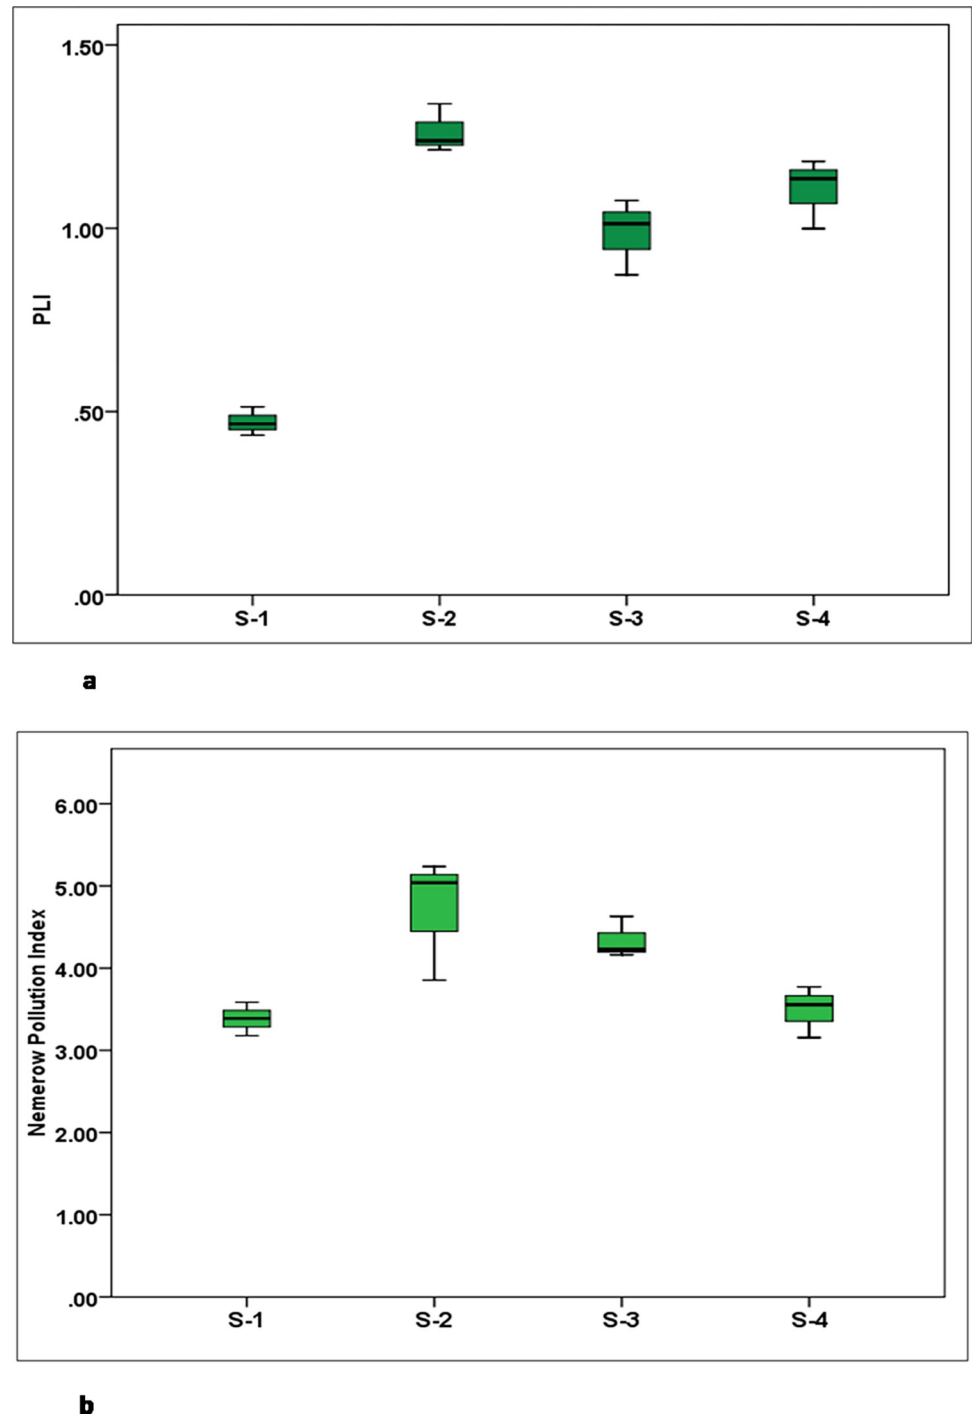 1.50
1.00
.50
.00
PLI
S-1 S-2 S-3 S-4
a
6.00
5.00
4.00
3.00
2.00
1.00
.00
Nemerow Pollution Index
S-1 S-2 S-3 S-4
b